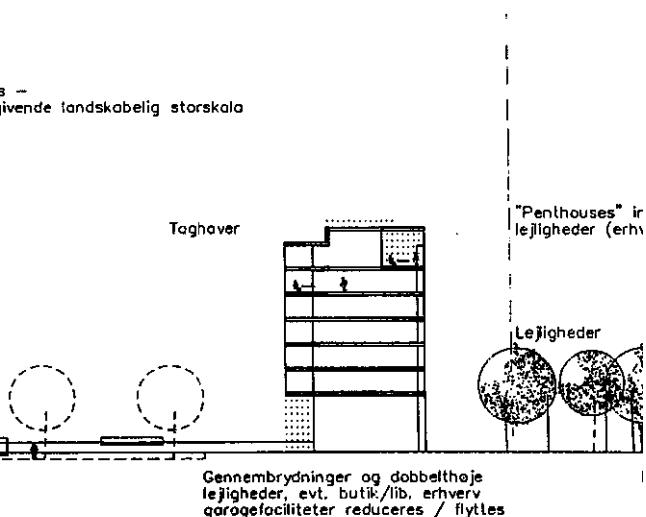 s –
givende landskabelig storskala
Taghaver
"Penthouses" ir
lejligheder (erhv
Lejligheder
Gennembrydninger og dobbelthøje
lejligheder, evt. butik/lib. erhverv
garagefaciliteter reduceres / flyttes